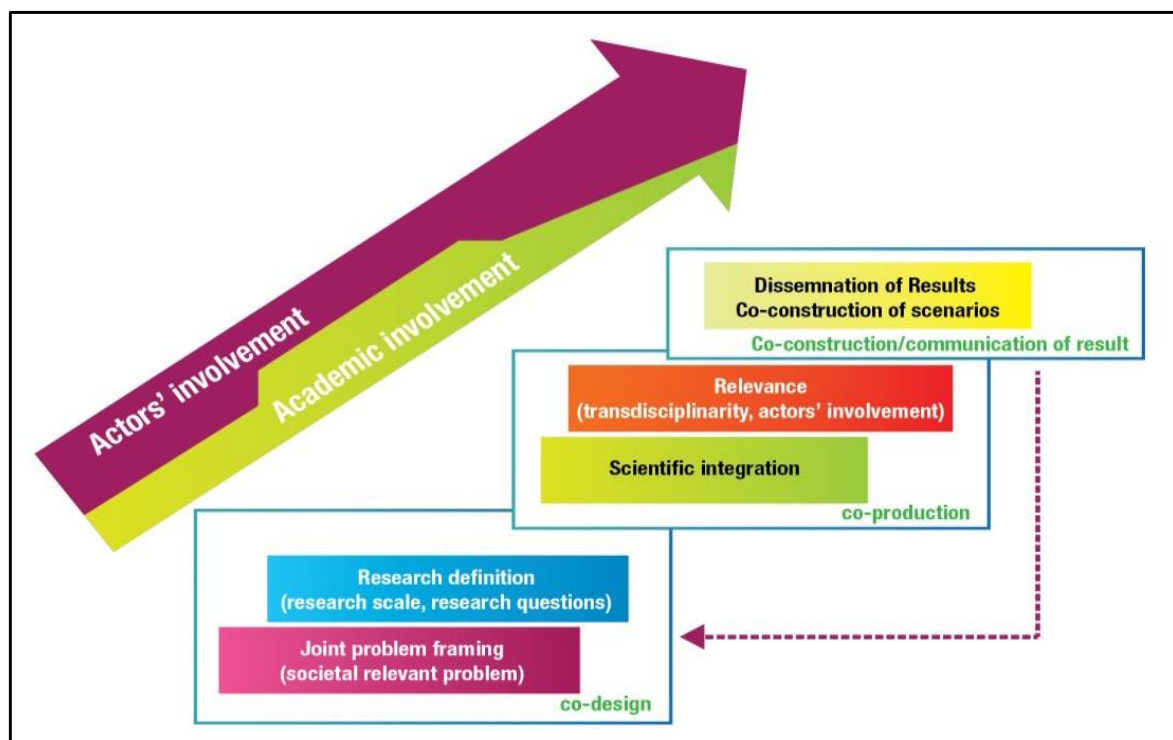 Actors’ involvement
Academic involvement
Dissemnation of Results
Co-construction of scenarios
Co-construction/communication of result
Relevance
(transdisciplinarity, actors’ involvement)
Scientific integration
co-production
Research definition
(research scale, research questions)
Joint problem framing
(societal relevant problem)
co-design